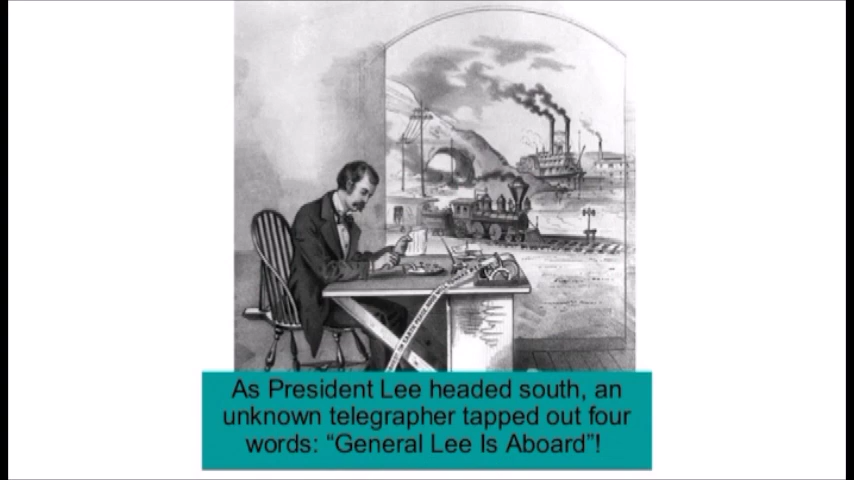 As President Lee headed south, an
unknown telegrapher tapped out four
words: “General Lee Is Aboard”!